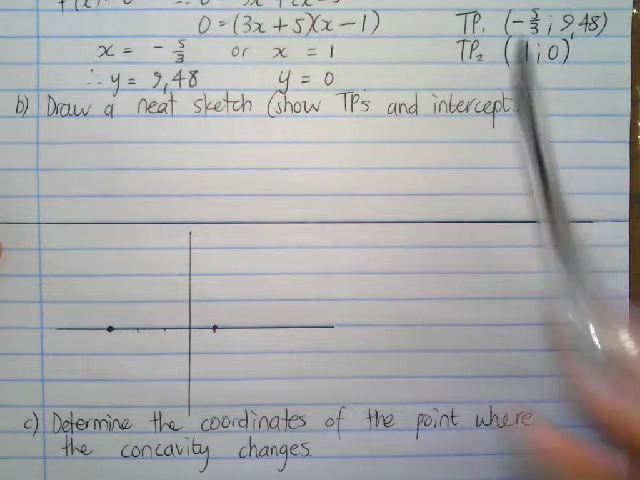 0 = (3x + 5)(x - 1)
TP₁ (-5/3 ; 9,48)
x = - 5/3 or x = 1
TP₂ ( 1 ; 0)
∴ y = 9,48 y = 0
b) Draw a neat sketch (show TP's and intercept
c) Determine the coordinates of the point where
the concavity changes.